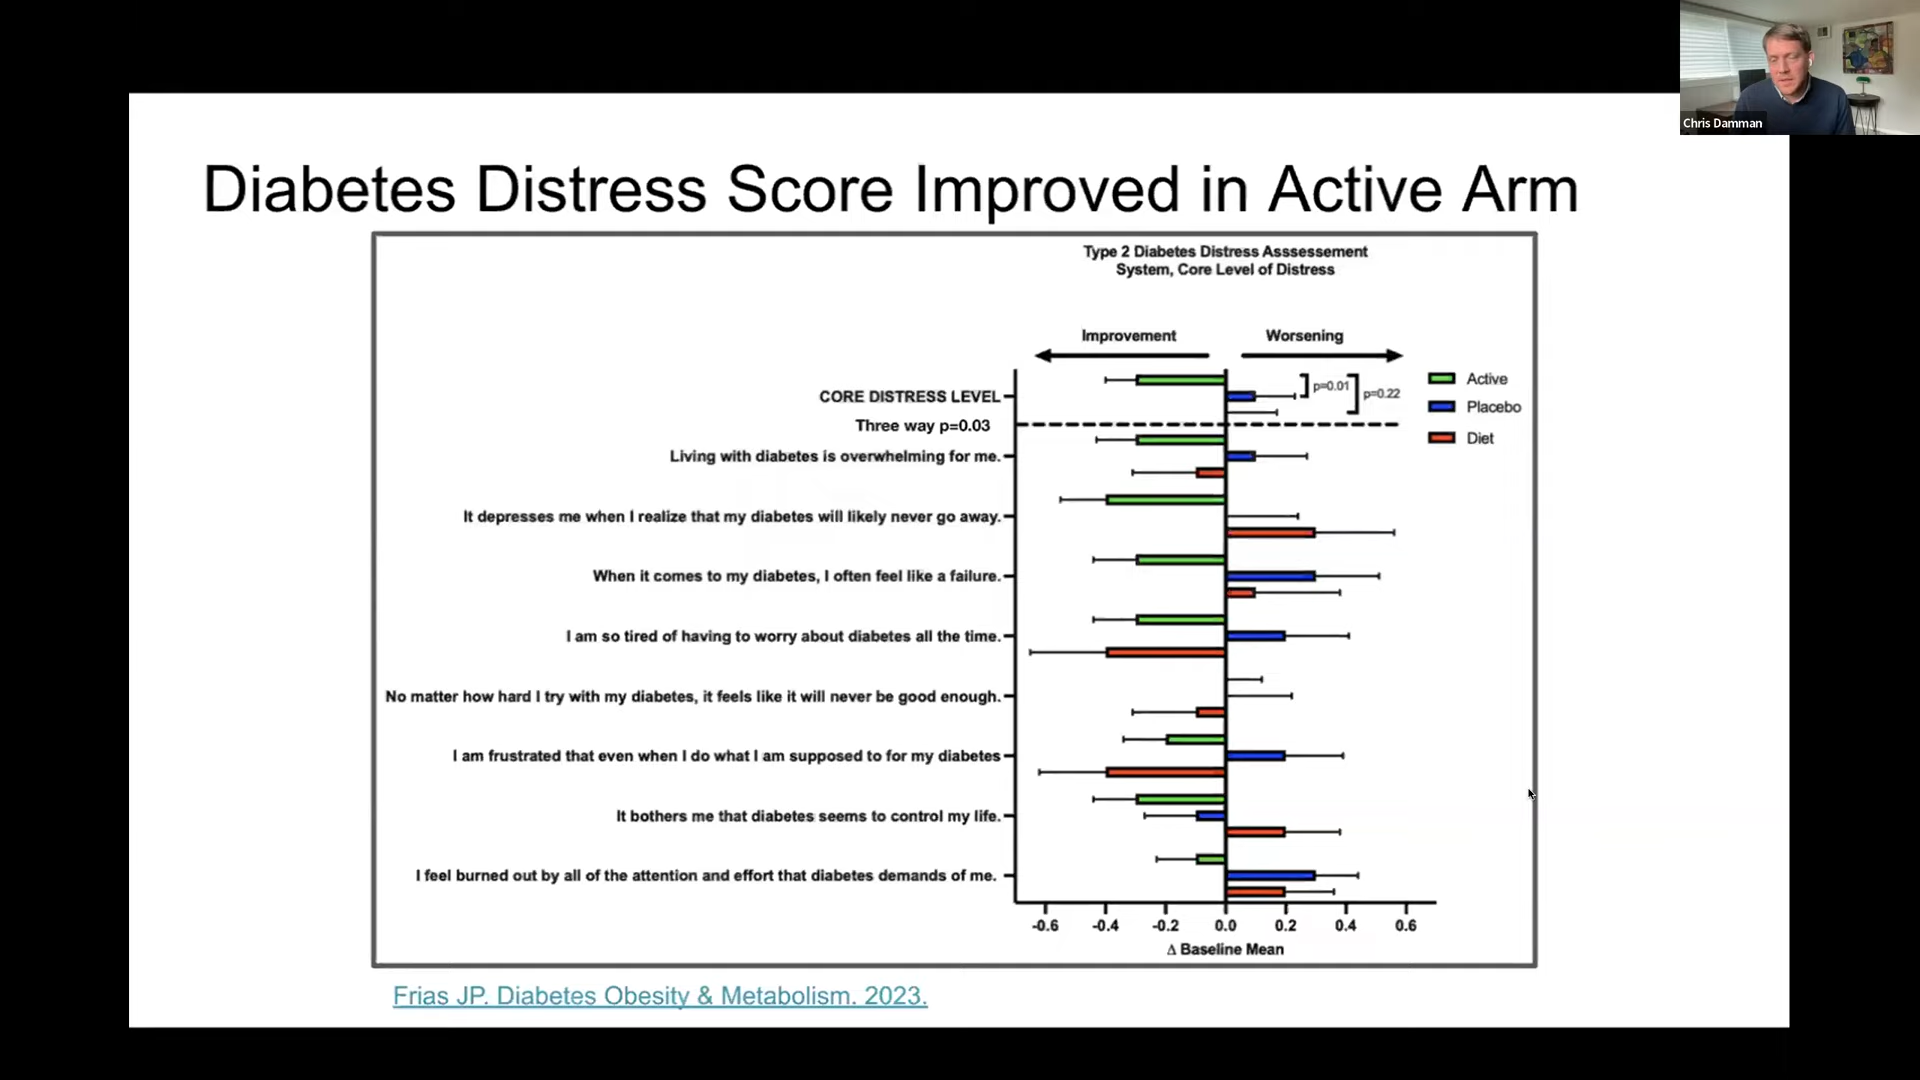 Chris Damman
Diabetes Distress Score Improved in Active Arm
Type 2 Diabetes Distress Asssessement
System, Core Level of Distress
Improvement
Worsening
CORE DISTRESS LEVEL
p=0.01
p=0.22
Active
Placebo
Diet
Three way p=0.03
Living with diabetes is overwhelming for me.
It depresses me when I realize that my diabetes will likely never go away.
When it comes to my diabetes, I often feel like a failure.
I am so tired of having to worry about diabetes all the time.
No matter how hard I try with my diabetes, it feels like it will never be good enough.
I am frustrated that even when I do what I am supposed to for my diabetes
It bothers me that diabetes seems to control my life.
I feel burned out by all of the attention and effort that diabetes demands of me.
-0.6 -0.4 -0.2 0.0 0.2 0.4 0.6
Δ Baseline Mean
Frias JP. Diabetes Obesity & Metabolism. 2023.